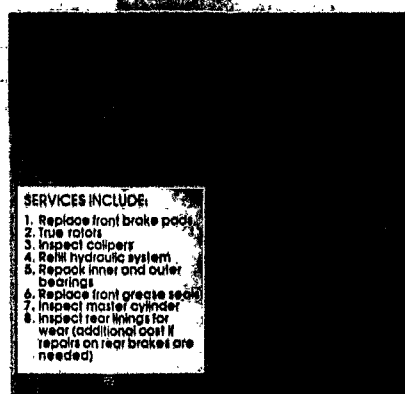 SERVICES INCLUDE:
1. Replace front brake pads
2. True rotors
3. Inspect calipers
4. Refill hydraulic system
5. Repack inner and outer
bearings
6. Replace front grease seals
7. Inspect master cylinder
8. Inspect rear linings for
wear (additional cost if
repairs on rear brakes are
needed)